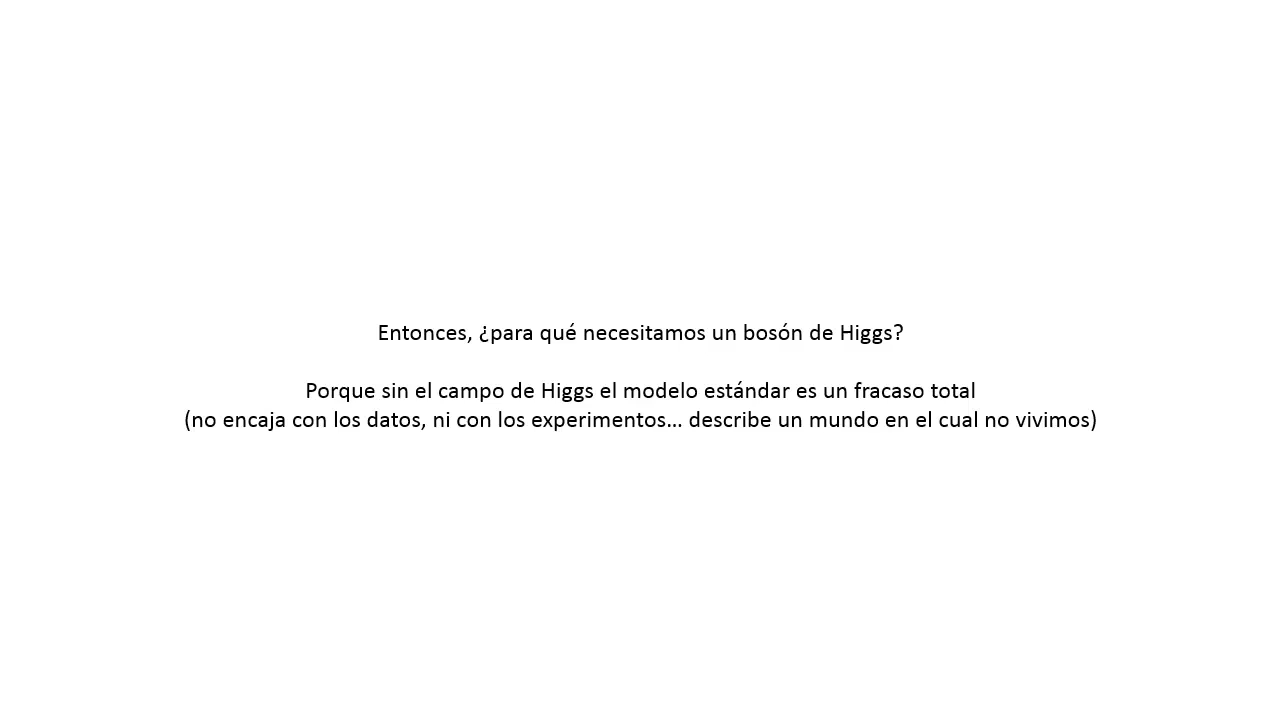 Entonces, ¿para qué necesitamos un bosón de Higgs?
Porque sin el campo de Higgs el modelo estándar es un fracaso total
(no encaja con los datos, ni con los experimentos... describe un mundo en el cual no vivimos)